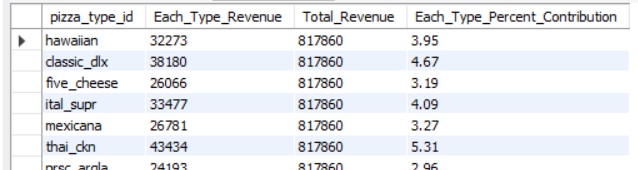 pizza_type_id Each_Type_Revenue Total_Revenue Each_Type_Percent_Contribution
hawaiian 32273 817860 3.95
classic_dlx 38180 817860 4.67
five_cheese 26066 817860 3.19
ital_supr 33477 817860 4.09
mexicana 26781 817860 3.27
thai_ckn 43434 817860 5.31
prsc_argla 24193 817860 2.96